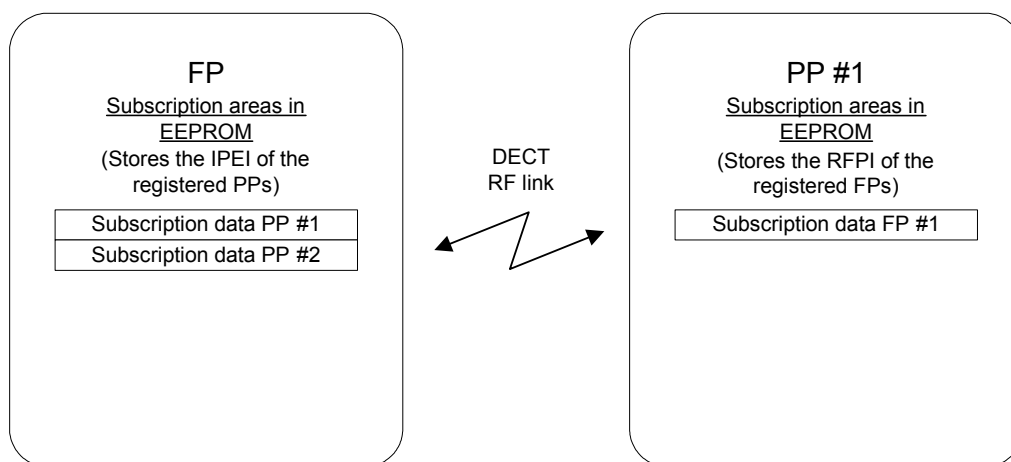 FP
Subscription areas in
EEPROM
(Stores the IPEI of the
registered PPs)
Subscription data PP #1
Subscription data PP #2
DECT
RF link
PP #1
Subscription areas in
EEPROM
(Stores the RFPI of the
registered FPs)
Subscription data FP #1